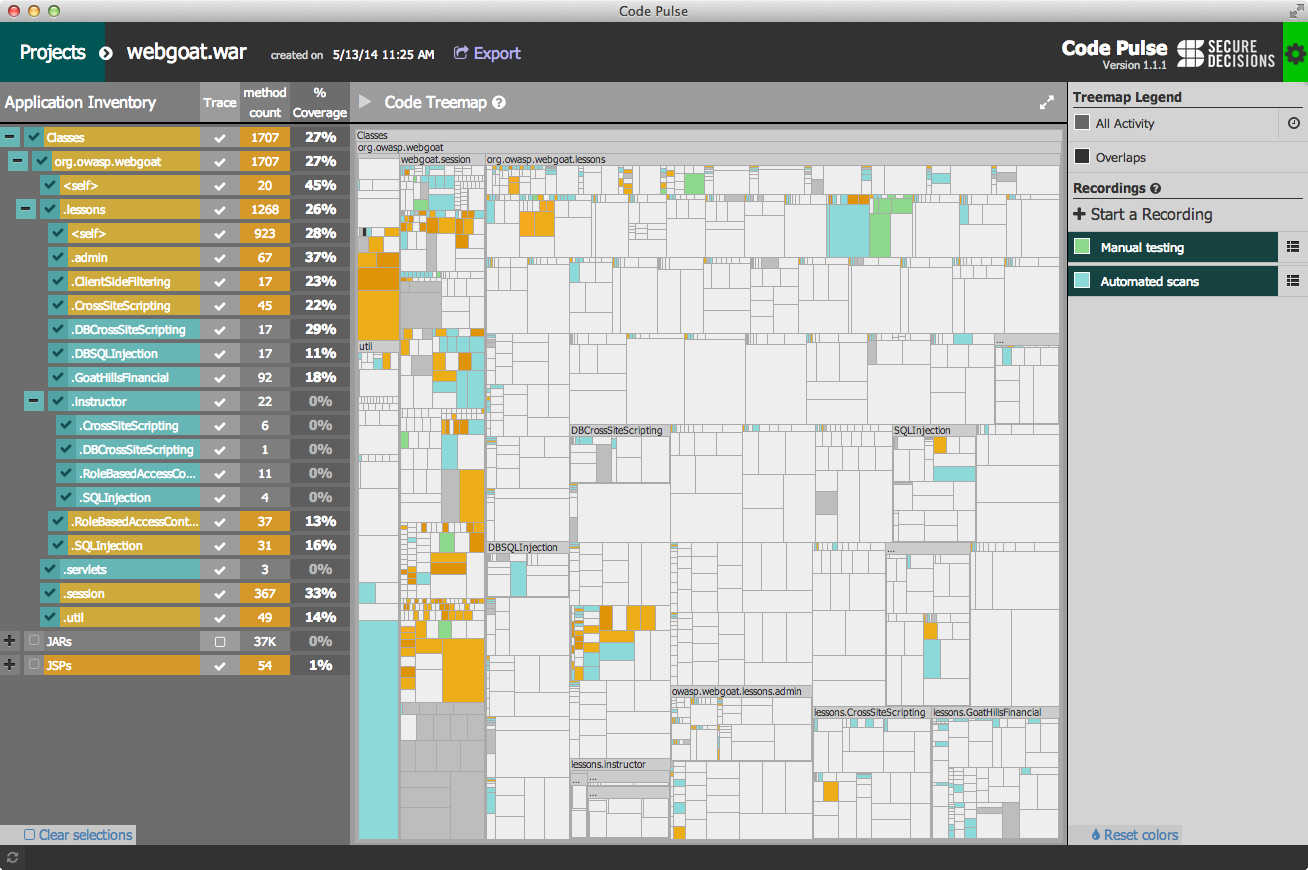 Code Pulse
Projects webgoat.war created on 5/13/14 11:25 AM Export
Code Pulse
Version 1.1.1
SECURE
DECISIONS
Application Inventory Trace method count % Coverage
Classes 1707 27%
org.owasp.webgoat 1707 27%
<self> 20 45%
.lessons 1268 26%
<self> 923 28%
.admin 67 37%
.ClientSideFiltering 17 23%
.CrossSiteScripting 45 22%
.DBCrossSiteScripting 17 29%
.DBSQLInjection 17 11%
.GoatHillsFinancial 92 18%
.instructor 22 0%
.CrossSiteScripting 6 0%
.DBCrossSiteScripting 1 0%
.RoleBasedAccessCo... 11 0%
.SQLInjection 4 0%
.RoleBasedAccessCont... 37 13%
.SQLInjection 31 16%
.servlets 3 0%
.session 367 33%
.util 49 14%
JARs 37K 0%
JSPs 54 1%
Clear selections
Code Treemap ?
Classes
org.owasp.webgoat
webgoat.session
org.owasp.webgoat.lessons
util
...
DBCrossSiteScripting
SQLInjection
DBSQLInjection
...
owasp.webgoat.lessons.admin
lessons.CrossSiteScripting
lessons.GoatHillsFinancial
lessons.instructor
...
...
...
Treemap Legend
All Activity
Overlaps
Recordings ?
Start a Recording
Manual testing
Automated scans
Reset colors